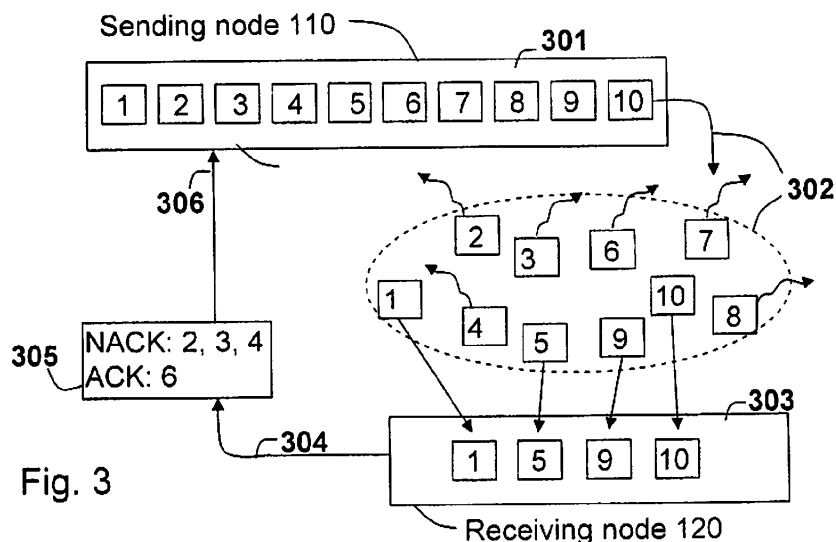 Sending node 110
301
1 2 3 4 5 6 7 8 9 10
306
302
2 3 6 7
1 4 5 9 10 8
305
NACK: 2, 3, 4
ACK: 6
303
304
1 5 9 10
Fig. 3
Receiving node 120